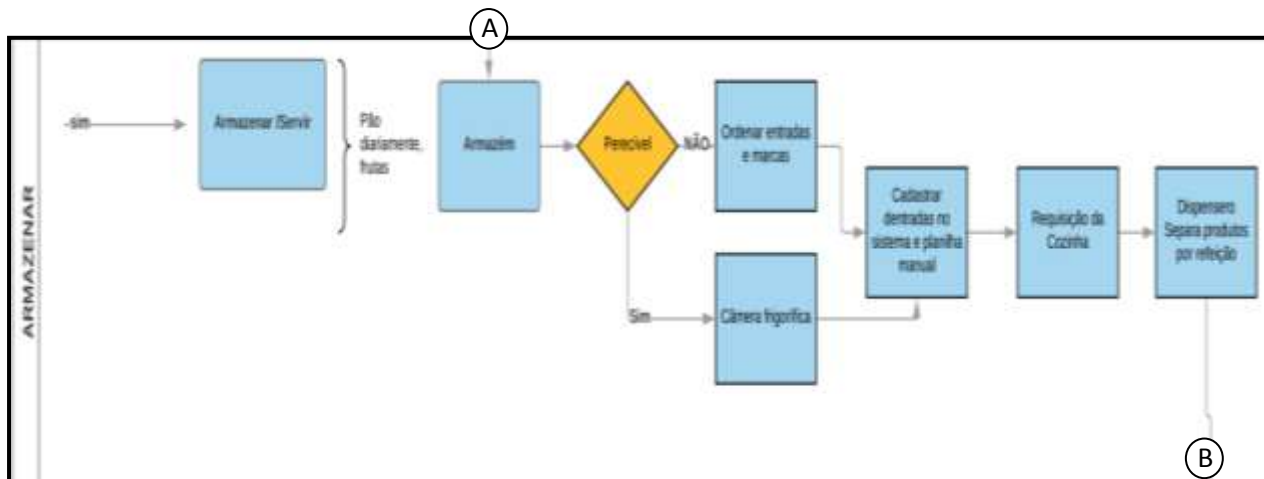 A
ARMAZENAR
-sim
Armazenar /Servir
Pão
diariamente,
frutas
Armazém
Perecível
NÃO
Ordenar entradas
e marcas
Sim
Câmera frigorífica
Cadastrar
dentradas no
sistema e planilha
manual
Requisição da
Cozinha
Dispensero
Separa produtos
por refeição
B